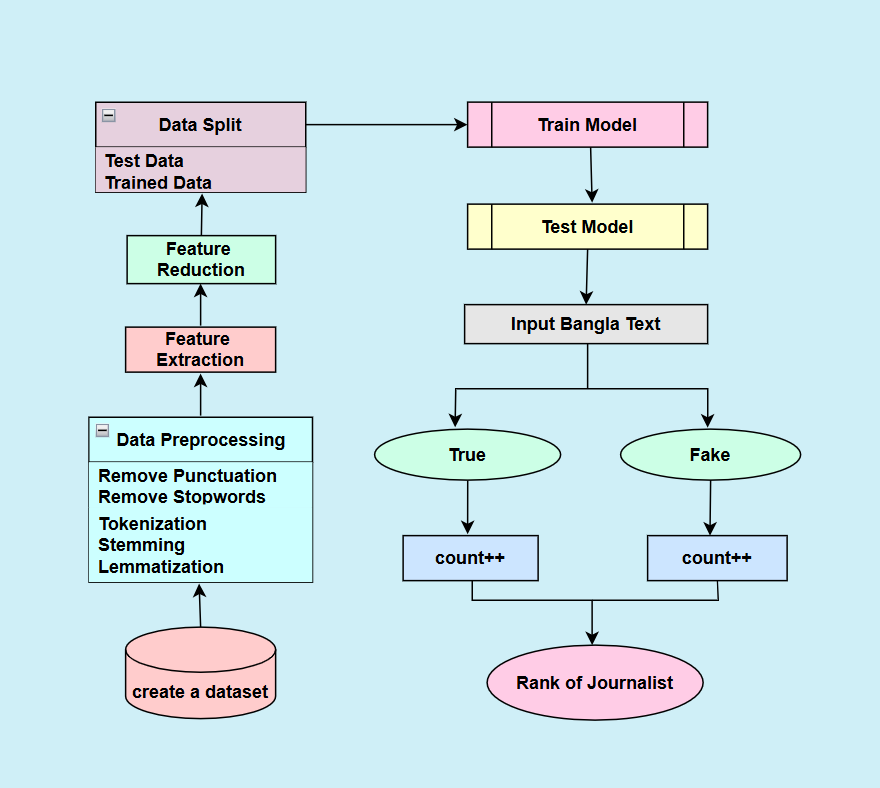 Data Split
Test Data
Trained Data
Train Model
Feature
Reduction
Test Model
Feature
Extraction
Input Bangla Text
Data Preprocessing
Remove Punctuation
Remove Stopwords
Tokenization
Stemming
Lemmatization
True
Fake
count++
count++
create a dataset
Rank of Journalist